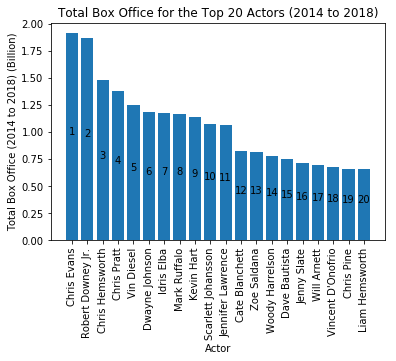 Total Box Office for the Top 20 Actors (2014 to 2018)
Total Box Office (2014 to 2018) (Billion)
2.00
1.75
1.50
1.25
1.00
0.75
0.50
0.25
0.00
1
2
3
4
5
6
7
8
9
10
11
12
13
14
15
16
17
18
19
20
Chris Evans
Robert Downey Jr.
Chris Hemsworth
Chris Pratt
Vin Diesel
Dwayne Johnson
Idris Elba
Mark Ruffalo
Kevin Hart
Scarlett Johansson
Jennifer Lawrence
Cate Blanchett
Zoe Saldana
Woody Harrelson
Dave Bautista
Jenny Slate
Will Arnett
Vincent D'Onofrio
Chris Pine
Liam Hemsworth
Actor